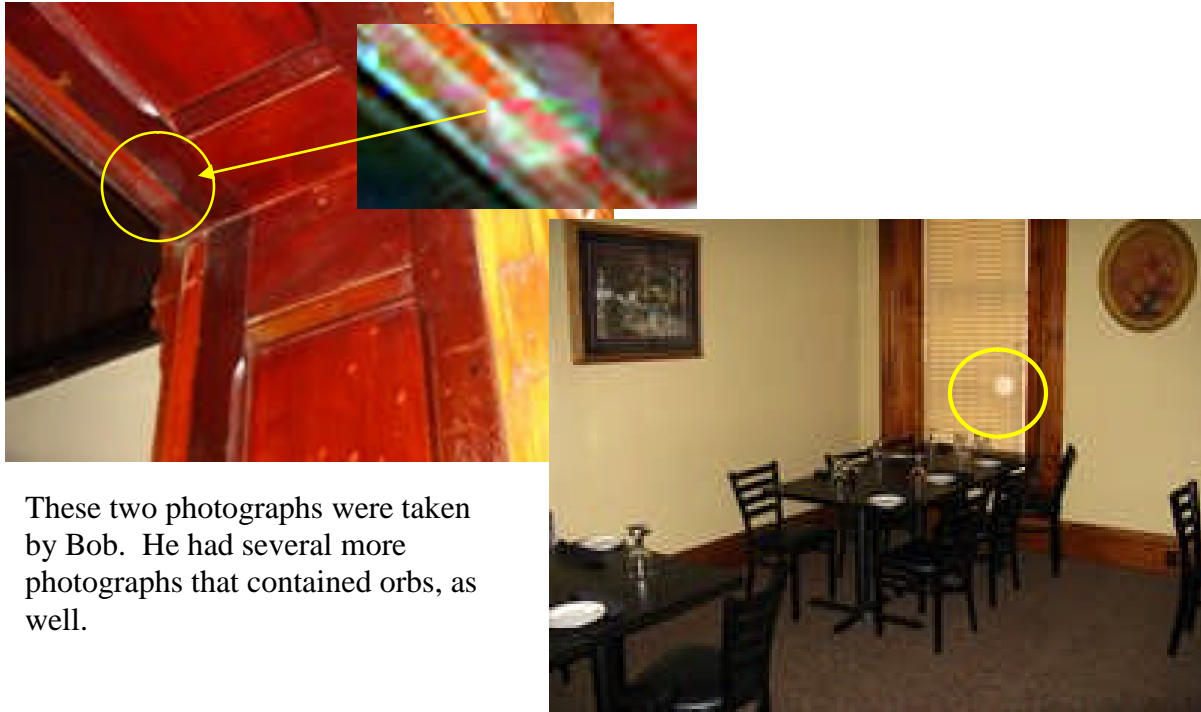 These two photographs were taken
by Bob.  He had several more
photographs that contained orbs, as
well.